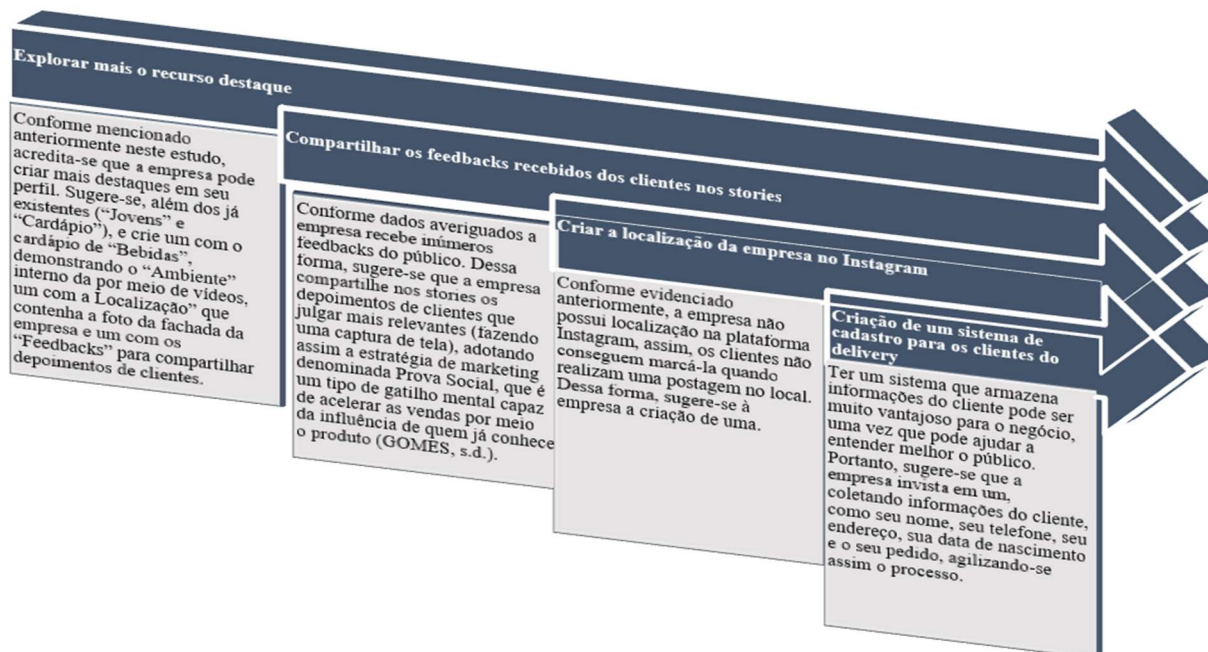 Explorar mais o recurso destaque
Conforme mencionado
anteriormente neste estudo,
acredita-se que a empresa pode
criar mais destaques em seu
perfil. Sugere-se, além dos já
existentes (“Jovens” e
“Cardápio”), e crie um com o
cardápio de “Bebidas”,
demonstrando o “Ambiente”
interno da por meio de vídeos,
um com a Localização” que
contenha a foto da fachada da
empresa e um com os
“Feedbacks” para compartilhar
depoimentos de clientes.
Compartilhar os feedbacks recebidos dos clientes nos stories
Conforme dados averiguados a
empresa recebe inúmeros
feedbacks do público. Dessa
forma, sugere-se que a empresa
compartilhe nos stories os
depoimentos de clientes que
julgar mais relevantes (fazendo
uma captura de tela), adotando
assim a estratégia de marketing
denominada Prova Social, que é
um tipo de gatilho mental capaz
de acelerar as vendas por meio
da influência de quem já conhece
o produto (GOMES, s.d.).
Criar a localização da empresa no Instagram
Conforme evidenciado
anteriormente, a empresa não
possui localização na plataforma
Instagram, assim, os clientes não
conseguem marcá-la quando
realizam uma postagem no local.
Dessa forma, sugere-se à
empresa a criação de uma.
Criação de um sistema de
cadastro para os clientes do
delivery
Ter um sistema que armazena
informações do cliente pode ser
muito vantajoso para o negócio,
uma vez que pode ajudar a
entender melhor o público.
Portanto, sugere-se que a
empresa invista em um,
coletando informações do cliente,
como seu nome, seu telefone, seu
endereço, sua data de nascimento
e o seu pedido, agilizando-se
assim o processo.